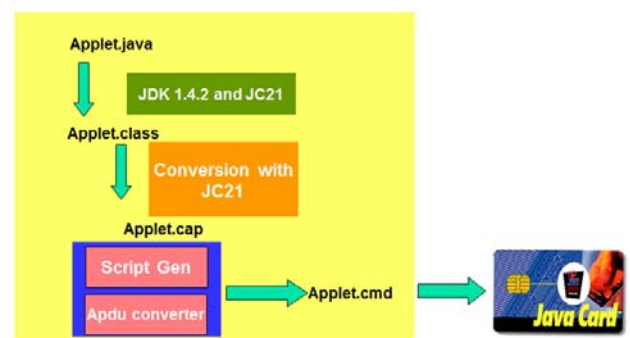 Applet.java
JDK 1.4.2 and JC21
Applet.class
Conversion with
JC21
Applet.cap
Script Gen
Apdu converter
Applet.cmd
Java Card